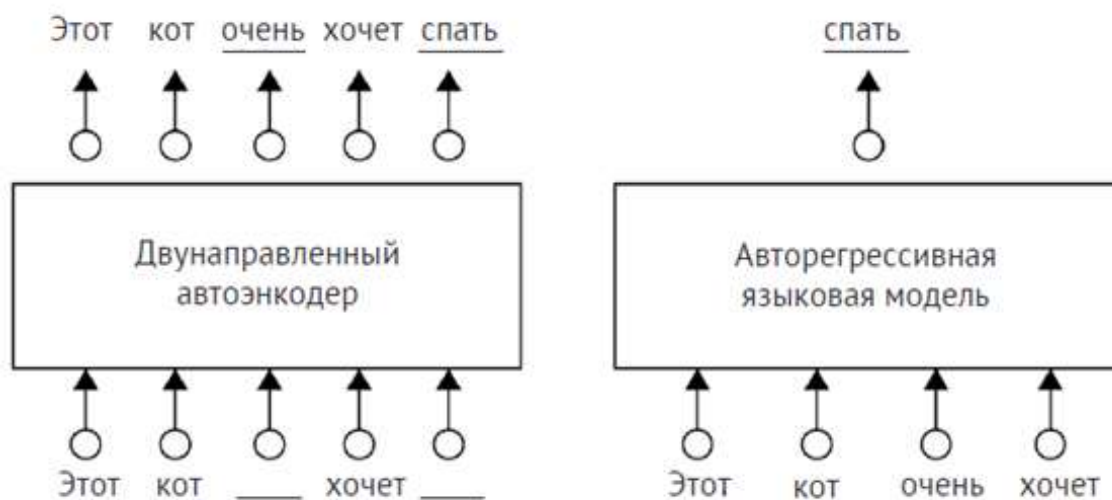 Этот кот очень хочет спать
Двунаправленный
автоэнкодер
Этот кот ____ хочет ____
спать
Авторегрессивная
языковая модель
Этот кот очень хочет